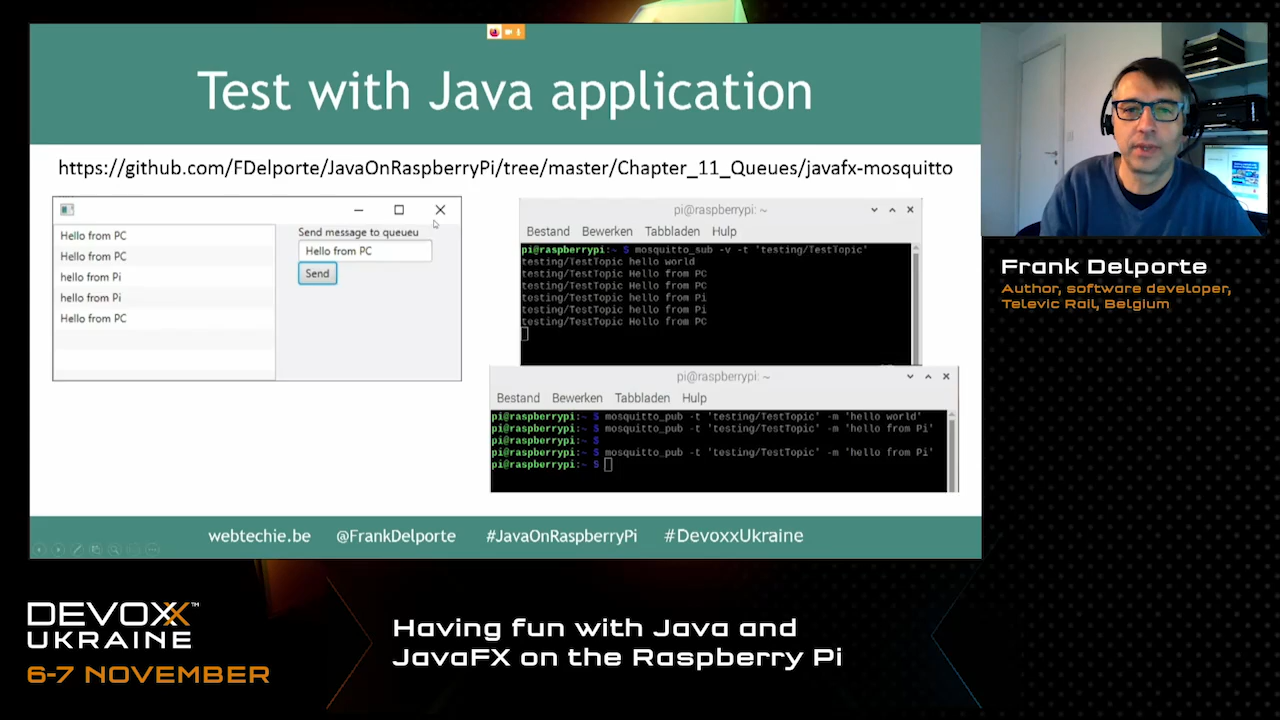 Test with Java application
https://github.com/FDelporte/JavaOnRaspberryPi/tree/master/Chapter_11_Queues/javafx-mosquitto
Hello from PC
Hello from PC
hello from Pi
hello from Pi
Hello from PC
Send message to queueu
Hello from PC
Send
pi@raspberrypi: ~
Bestand Bewerken Tabbladen Hulp
pi@raspberrypi:~ $ mosquitto_sub -v -t 'testing/TestTopic'
testing/TestTopic hello world
testing/TestTopic Hello from PC
testing/TestTopic Hello from PC
testing/TestTopic hello from Pi
testing/TestTopic hello from Pi
testing/TestTopic Hello from PC
pi@raspberrypi: ~
Bestand Bewerken Tabbladen Hulp
pi@raspberrypi:~ $ mosquitto_pub -t 'testing/TestTopic' -m 'hello world'
pi@raspberrypi:~ $ mosquitto_pub -t 'testing/TestTopic' -m 'hello from Pi'
pi@raspberrypi:~ $
pi@raspberrypi:~ $ mosquitto_pub -t 'testing/TestTopic' -m 'hello from Pi'
pi@raspberrypi:~ $
webtechie.be @FrankDelporte #JavaOnRaspberryPi #DevoxxUkraine
Frank Delporte
Author, software developer,
Televic Rail, Belgium
DEVOXX™
UKRAINE
6-7 NOVEMBER
Having fun with Java and
JavaFX on the Raspberry Pi